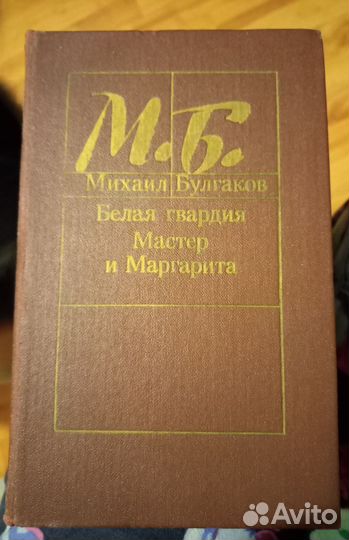 М.Б.
Михаил Булгаков
Белая гвардия
Мастер
и Маргарита
Avito